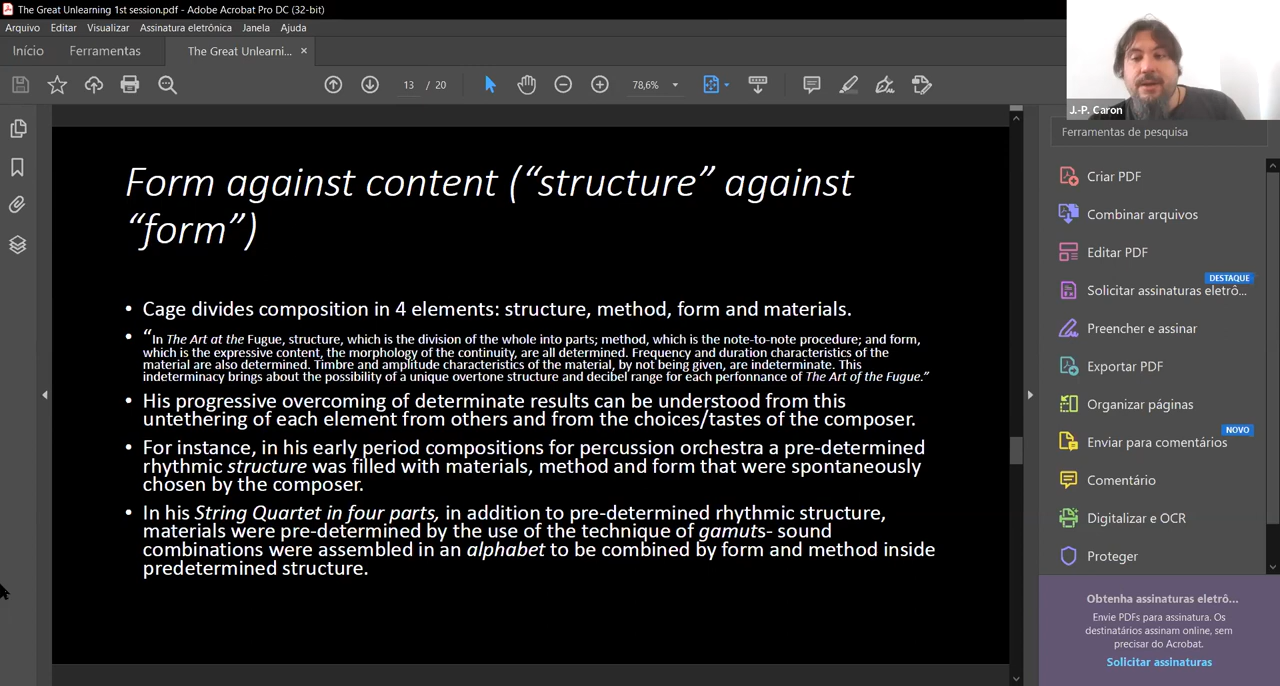 The Great Unlearning 1st session.pdf - Adobe Acrobat Pro DC (32-bit)
Arquivo Editar Visualizar Assinatura eletrônica Janela Ajuda
Início Ferramentas The Great Unlearni... ×
13 / 20 78,6%
J.-P. Caron
Form against content (“structure” against
“form”)
• Cage divides composition in 4 elements: structure, method, form and materials.
• “In The Art at the Fugue, structure, which is the division of the whole into parts; method, which is the note-to-note procedure; and form,
which is the expressive content, the morphology of the continuity, are all determined. Frequency and duration characteristics of the
material are also determined. Timbre and amplitude characteristics of the material, by not being given, are indeterminate. This
indeterminacy brings about the possibility of a unique overtone structure and decibel range for each perfonnance of The Art of the Fugue.”
• His progressive overcoming of determinate results can be understood from this
untethering of each element from others and from the choices/tastes of the composer.
• For instance, in his early period compositions for percussion orchestra a pre-determined
rhythmic structure was filled with materials, method and form that were spontaneously
chosen by the composer.
• In his String Quartet in four parts, in addition to pre-determined rhythmic structure,
materials were pre-determined by the use of the technique of gamuts- sound
combinations were assembled in an alphabet to be combined by form and method inside
predetermined structure.
Ferramentas de pesquisa
Criar PDF
Combinar arquivos
Editar PDF
DESTAQUE
Solicitar assinaturas eletrô...
Preencher e assinar
Exportar PDF
Organizar páginas
NOVO
Enviar para comentários
Comentário
Digitalizar e OCR
Proteger
Obtenha assinaturas eletrô...
Envie PDFs para assinatura. Os
destinatários assinam online, sem
precisar do Acrobat.
Solicitar assinaturas